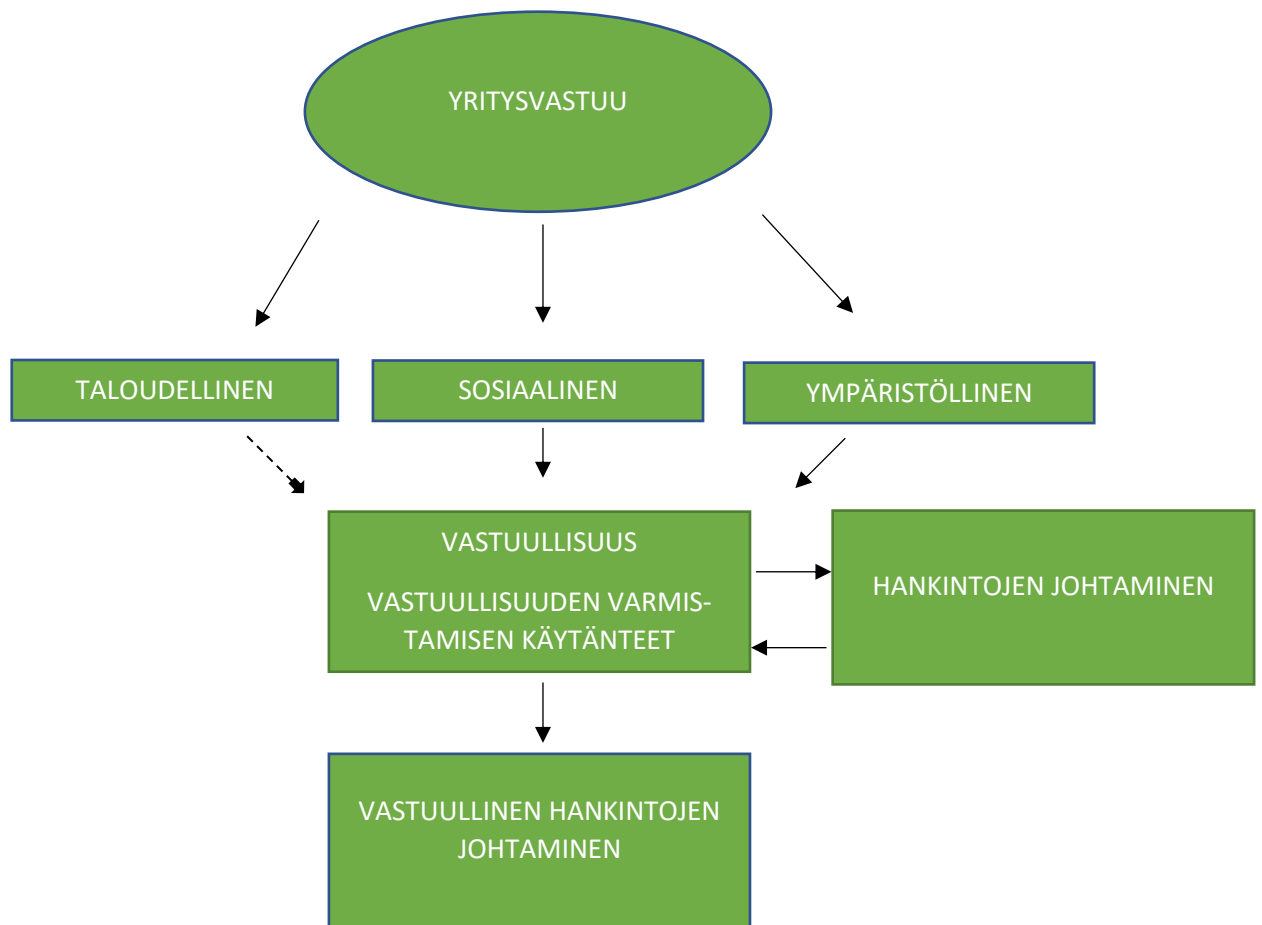 YRITYSVASTUU
TALOUDELLINEN
SOSIAALINEN
YMPÄRISTÖLLINEN
VASTUULLISUUS
VASTUULLISUUDEN VARMIS-
TAMISEN KÄYTÄNTEET
HANKINTOJEN JOHTAMINEN
VASTUULLINEN HANKINTOJEN
JOHTAMINEN